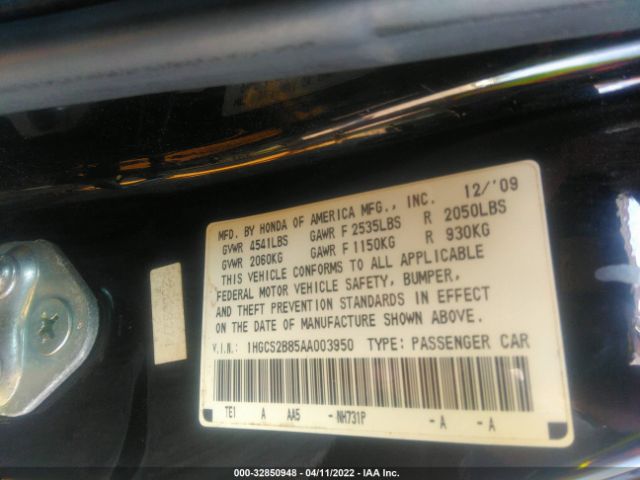 MFD. BY HONDA OF AMERICA MFG., INC. 12/'09
GVWR 4541LBS GAWR F 2535LBS R 2050LBS
GVWR 2060KG GAWR F 1150KG R 930KG
THIS VEHICLE CONFORMS TO ALL APPLICABLE
FEDERAL MOTOR VEHICLE SAFETY, BUMPER,
AND THEFT PREVENTION STANDARDS IN EFFECT
ON THE DATE OF MANUFACTURE SHOWN ABOVE.
V.I.N.: 1HGCS2B85AA003950 TYPE: PASSENGER CAR
TE1 A AA5 -NH731P -A -A
000-32850948 - 04/11/2022 - IAA Inc.